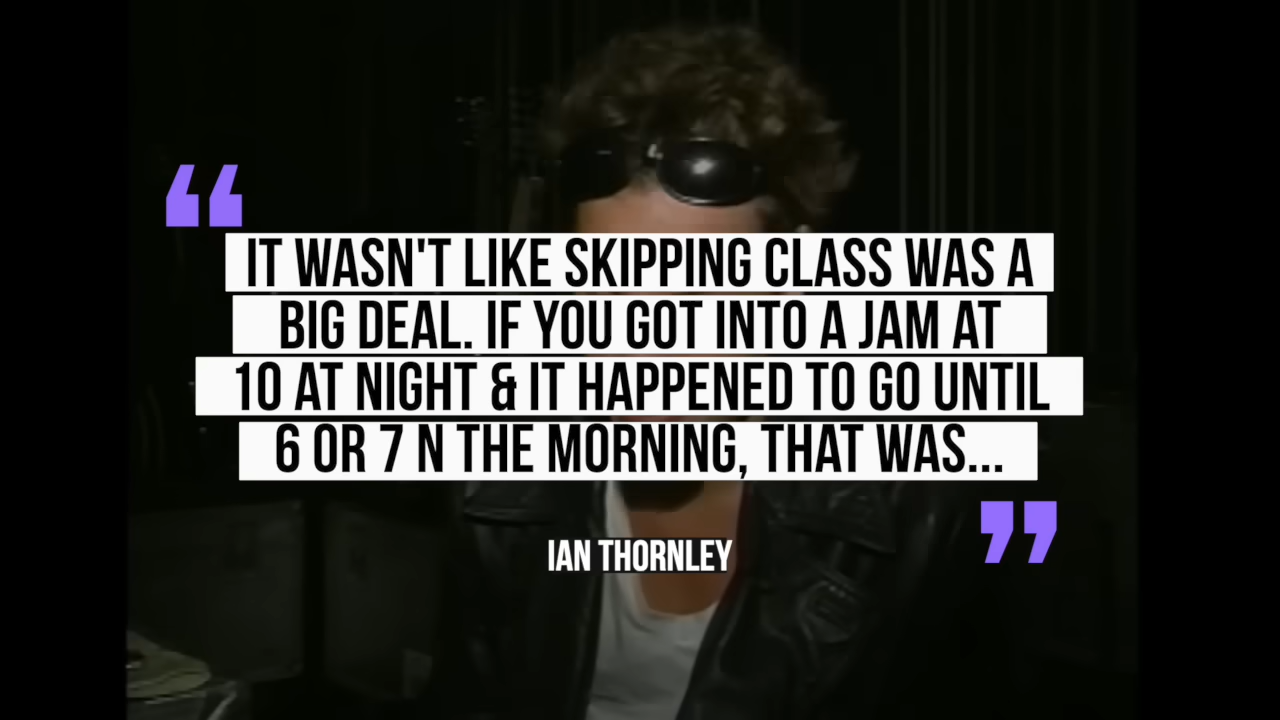 “
IT WASN'T LIKE SKIPPING CLASS WAS A
BIG DEAL. IF YOU GOT INTO A JAM AT
10 AT NIGHT & IT HAPPENED TO GO UNTIL
6 OR 7 N THE MORNING, THAT WAS...
”
IAN THORNLEY